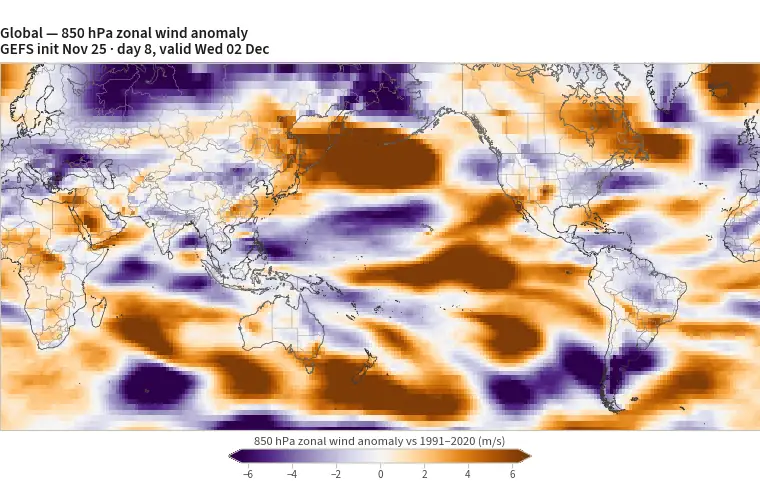 Global — 850 hPa zonal wind anomaly
GEFS init Nov 25 · day 8, valid Wed 02 Dec
850 hPa zonal wind anomaly vs 1991–2020 (m/s)
−6 −4 −2 0 2 4 6